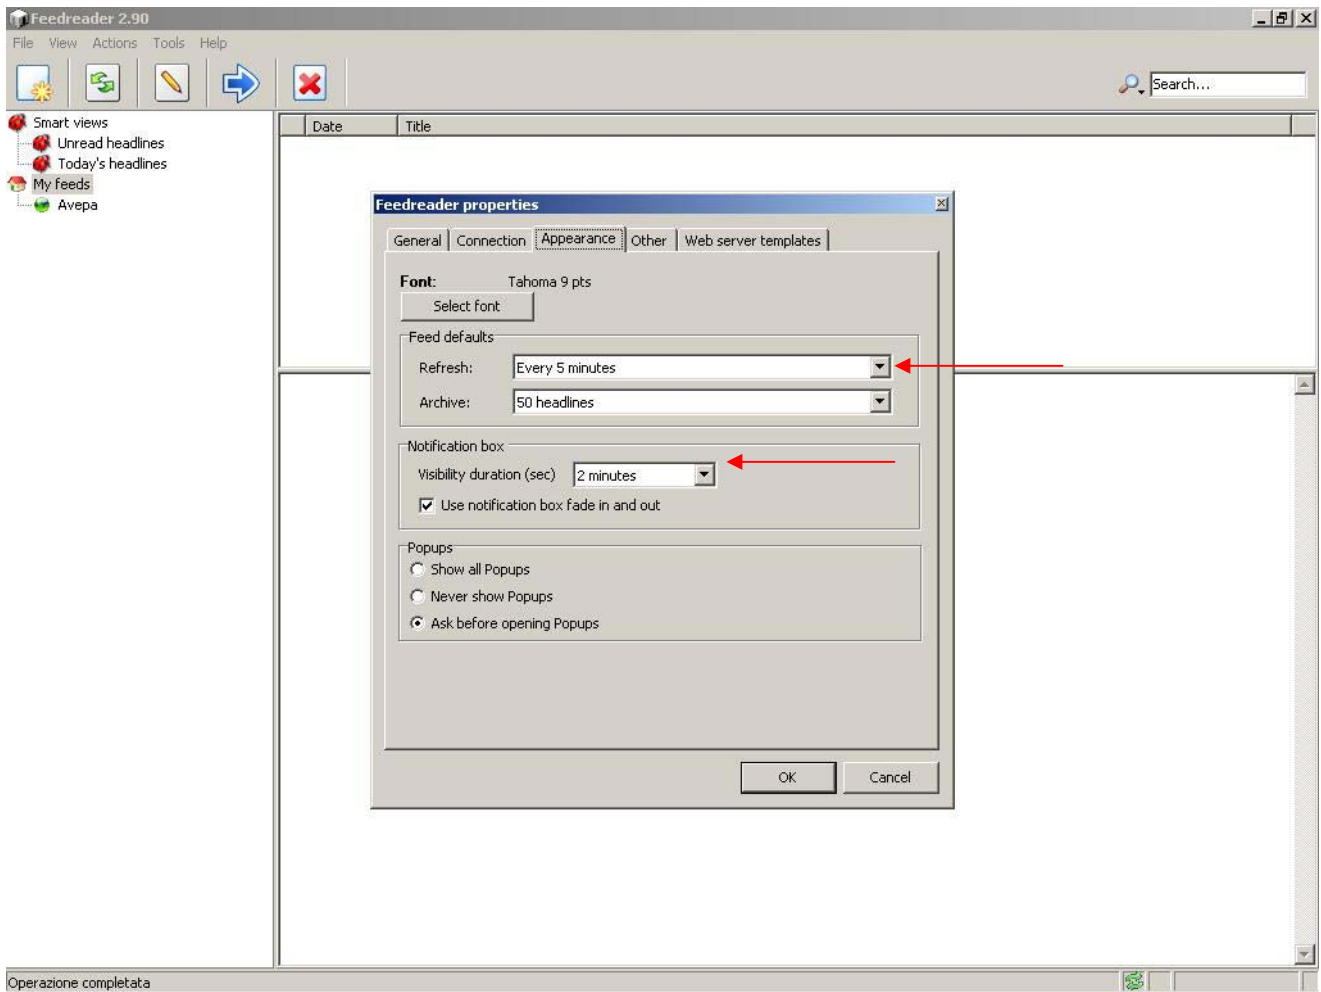 Feedreader 2.90
File View Actions Tools Help
Search...
Smart views
Unread headlines
Today's headlines
My feeds
Avepa
Date Title
Feedreader properties
General Connection Appearance Other Web server templates
Font: Tahoma 9 pts
Select font
Feed defaults
Refresh: Every 5 minutes
Archive: 50 headlines
Notification box
Visibility duration (sec) 2 minutes
Use notification box fade in and out
Popups
Show all Popups
Never show Popups
Ask before opening Popups
OK Cancel
Operazione completata